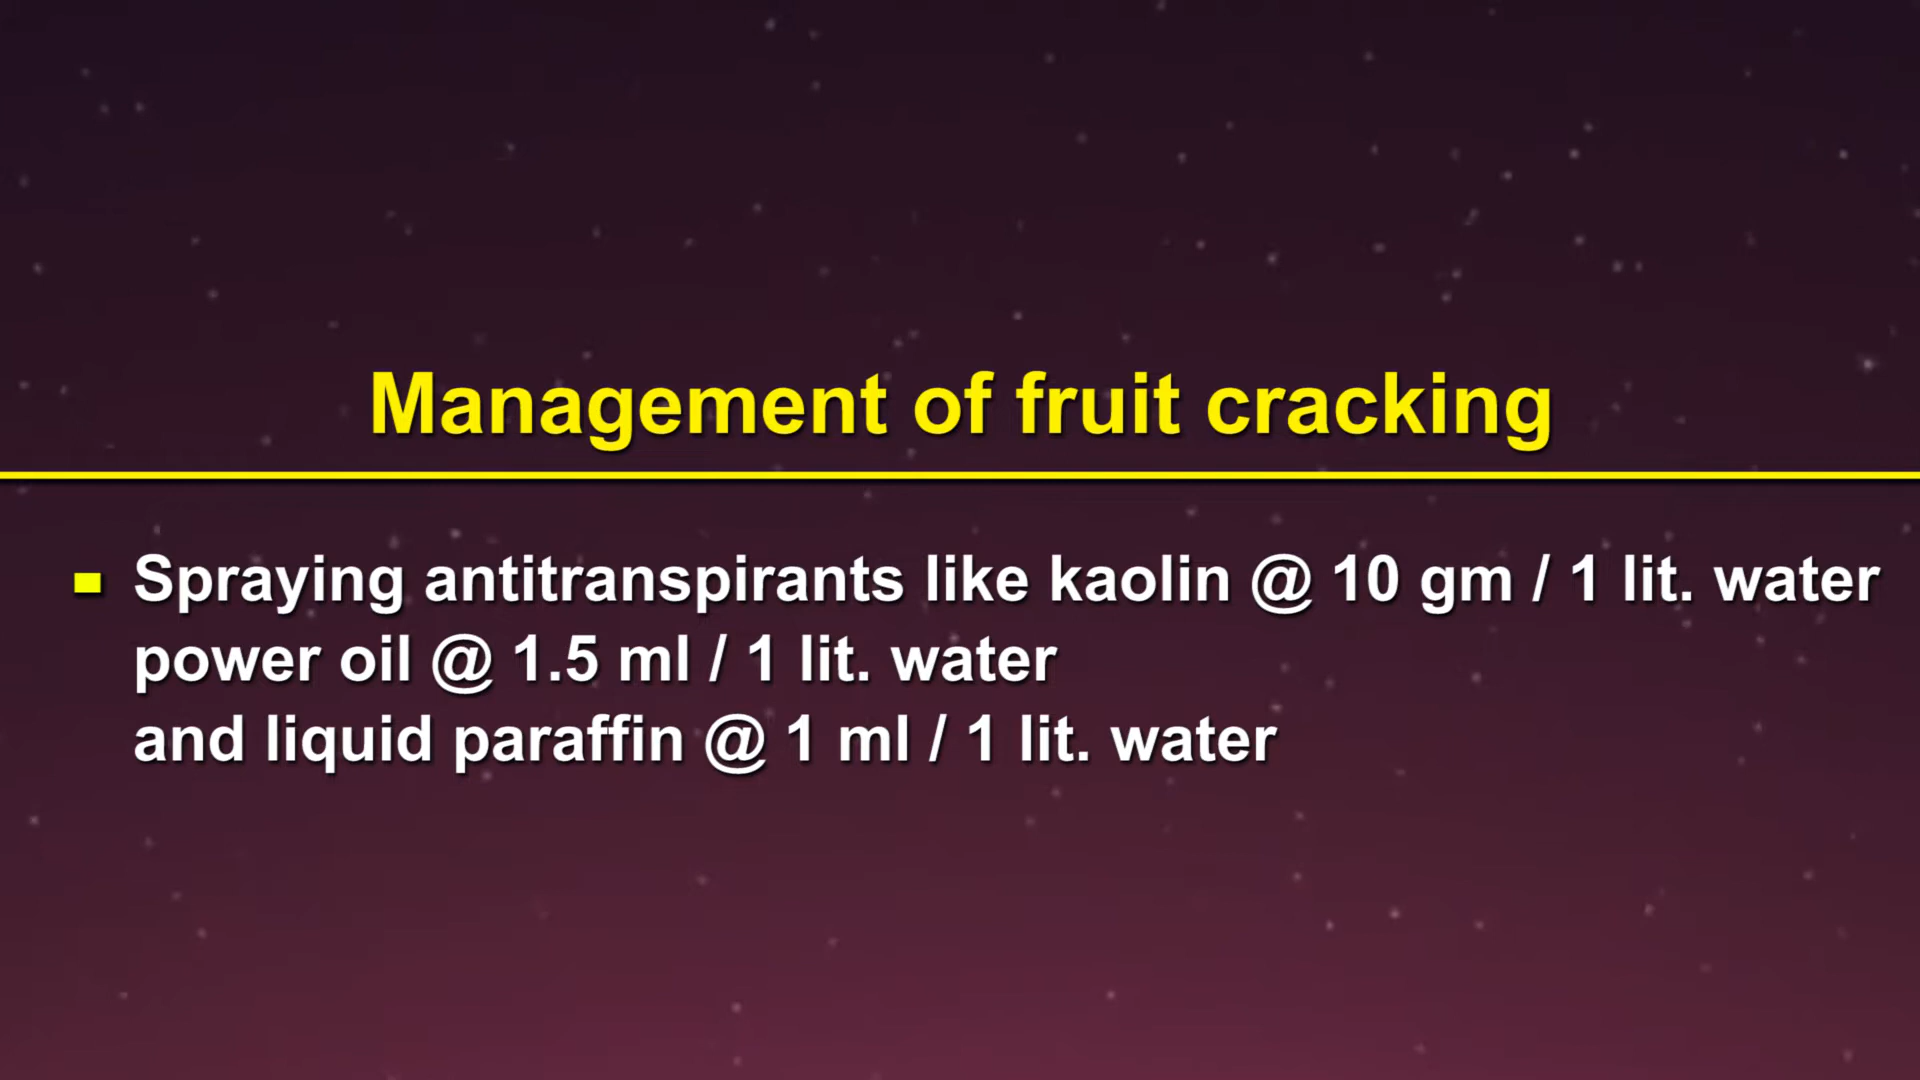 Management of fruit cracking
Spraying antitranspirants like kaolin @ 10 gm / 1 lit. water
power oil @ 1.5 ml / 1 lit. water
and liquid paraffin @ 1 ml / 1 lit. water